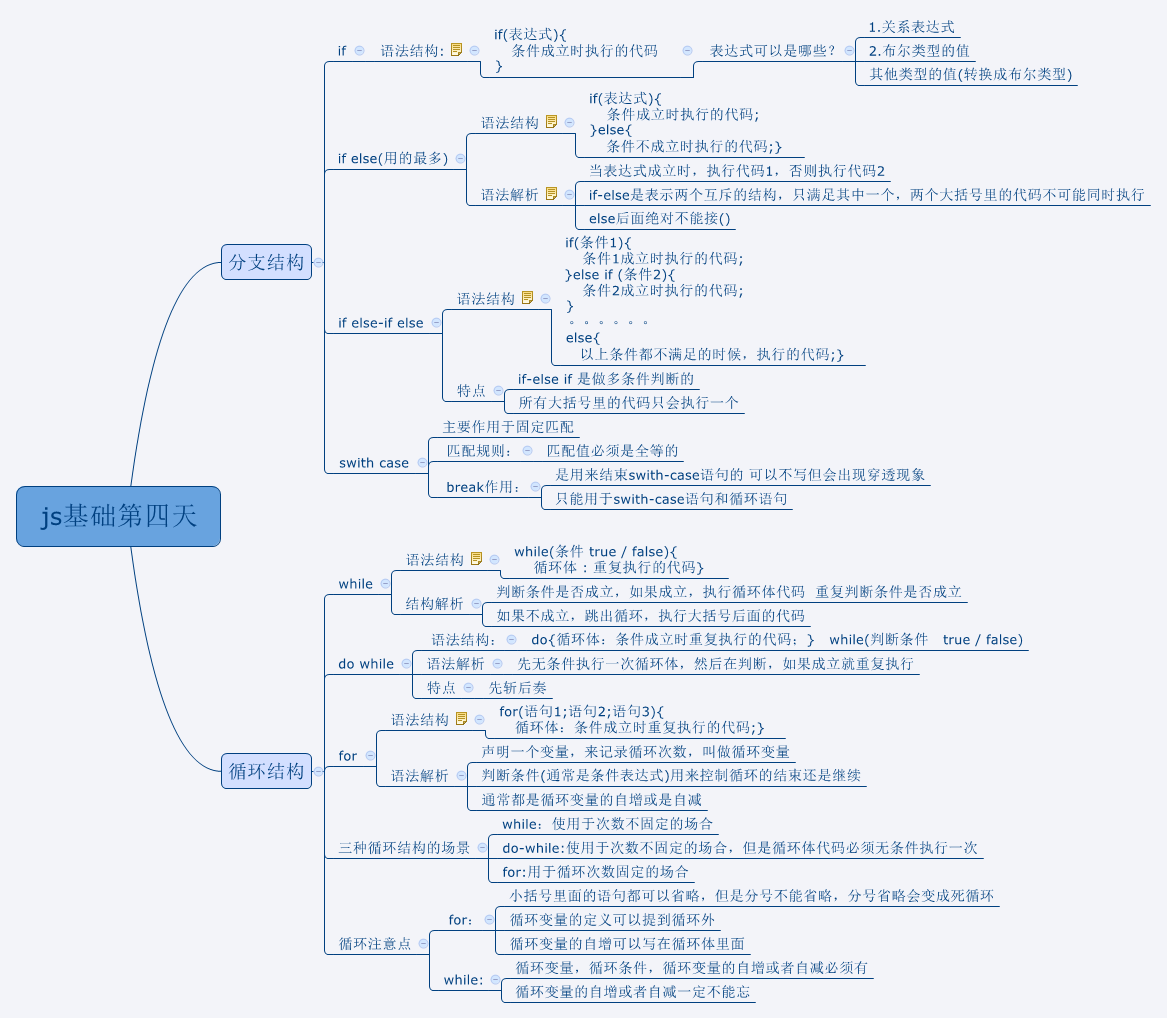 js基础第四天
分支结构
if
语法结构:
if(表达式){
条件成立时执行的代码
}
表达式可以是哪些？
1.关系表达式
2.布尔类型的值
其他类型的值(转换成布尔类型)
if else(用的最多)
语法结构
if(表达式){
条件成立时执行的代码;
}else{
条件不成立时执行的代码;}
语法解析
当表达式成立时，执行代码1，否则执行代码2
if-else是表示两个互斥的结构，只满足其中一个，两个大括号里的代码不可能同时执行
else后面绝对不能接()
if else-if else
语法结构
if(条件1){
条件1成立时执行的代码;
}else if (条件2){
条件2成立时执行的代码;
}
。。。。。。
else{
以上条件都不满足的时候，执行的代码;}
特点
if-else if 是做多条件判断的
所有大括号里的代码只会执行一个
swith case
主要作用于固定匹配
匹配规则：
匹配值必须是全等的
break作用：
是用来结束swith-case语句的 可以不写但会出现穿透现象
只能用于swith-case语句和循环语句
循环结构
while
语法结构
while(条件 true / false){
循环体 : 重复执行的代码}
结构解析
判断条件是否成立，如果成立，执行循环体代码  重复判断条件是否成立
如果不成立，跳出循环，执行大括号后面的代码
do while
语法结构：
do{循环体：条件成立时重复执行的代码；}   while(判断条件   true / false)
语法解析
先无条件执行一次循环体，然后在判断，如果成立就重复执行
特点
先斩后奏
for
语法结构
for(语句1;语句2;语句3){
循环体：条件成立时重复执行的代码;}
语法解析
声明一个变量，来记录循环次数，叫做循环变量
判断条件(通常是条件表达式)用来控制循环的结束还是继续
通常都是循环变量的自增或是自减
三种循环结构的场景
while：使用于次数不固定的场合
do-while:使用于次数不固定的场合，但是循环体代码必须无条件执行一次
for:用于循环次数固定的场合
循环注意点
for：
小括号里面的语句都可以省略，但是分号不能省略，分号省略会变成死循环
循环变量的定义可以提到循环外
循环变量的自增可以写在循环体里面
while:
循环变量，循环条件，循环变量的自增或者自减必须有
循环变量的自增或者自减一定不能忘